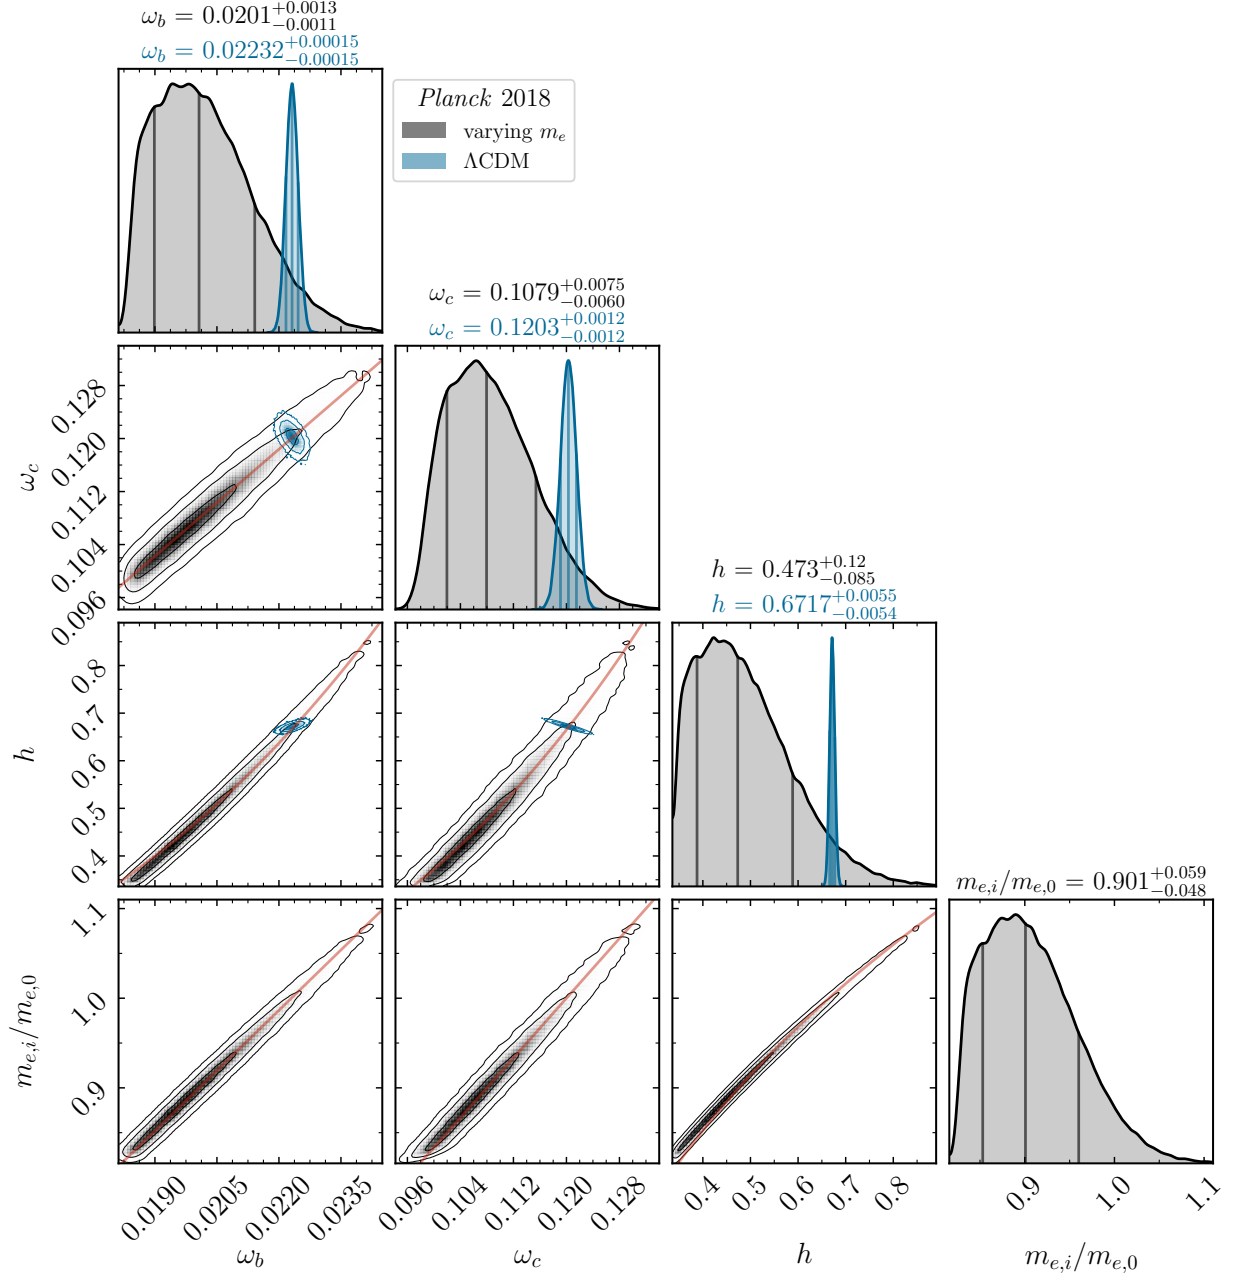 ω_b = 0.0201^{+0.0013}_{-0.0011}
ω_b = 0.02232^{+0.00015}_{-0.00015}
Planck 2018
varying m_e
ΛCDM
ω_c = 0.1079^{+0.0075}_{-0.0060}
ω_c = 0.1203^{+0.0012}_{-0.0012}
0.128
0.120
0.112
0.104
0.096
ω_c
h = 0.473^{+0.12}_{-0.085}
h = 0.6717^{+0.0055}_{-0.0054}
0.8
0.7
0.6
0.5
0.4
h
m_{e,i}/m_{e,0} = 0.901^{+0.059}_{-0.048}
1.1
1.0
0.9
m_{e,i}/m_{e,0}
0.0190 0.0205 0.0220 0.0235
0.096 0.104 0.112 0.120 0.128
0.4 0.5 0.6 0.7 0.8
0.9 1.0 1.1
ω_b
ω_c
h
m_{e,i}/m_{e,0}